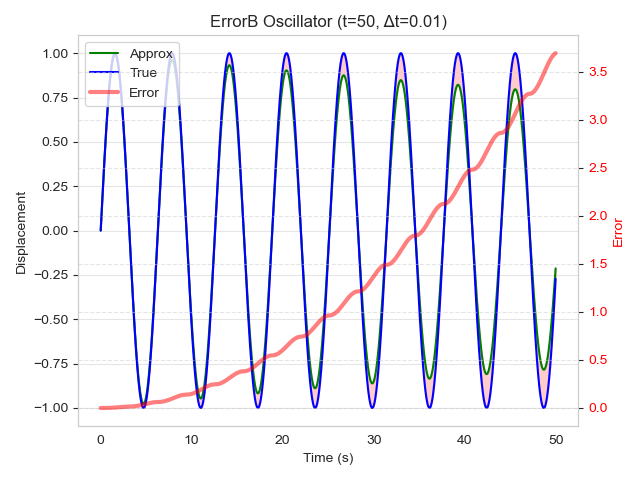 ErrorB Oscillator (t=50, Δt=0.01)
Approx
True
Error
1.00
0.75
0.50
0.25
0.00
−0.25
−0.50
−0.75
−1.00
Displacement
3.5
3.0
2.5
2.0
1.5
1.0
0.5
0.0
Error
0 10 20 30 40 50
Time (s)